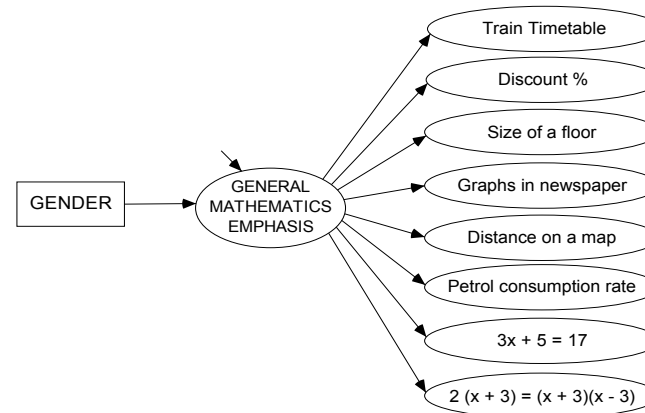 Train Timetable
Discount %
Size of a floor
Graphs in newspaper
Distance on a map
Petrol consumption rate
3x + 5 = 17
2 (x + 3) = (x + 3)(x - 3)
GENDER
GENERAL
MATHEMATICS
EMPHASIS